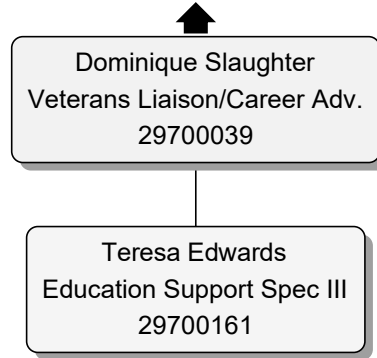 Dominique Slaughter
Veterans Liaison/Career Adv.
29700039
Teresa Edwards
Education Support Spec III
29700161